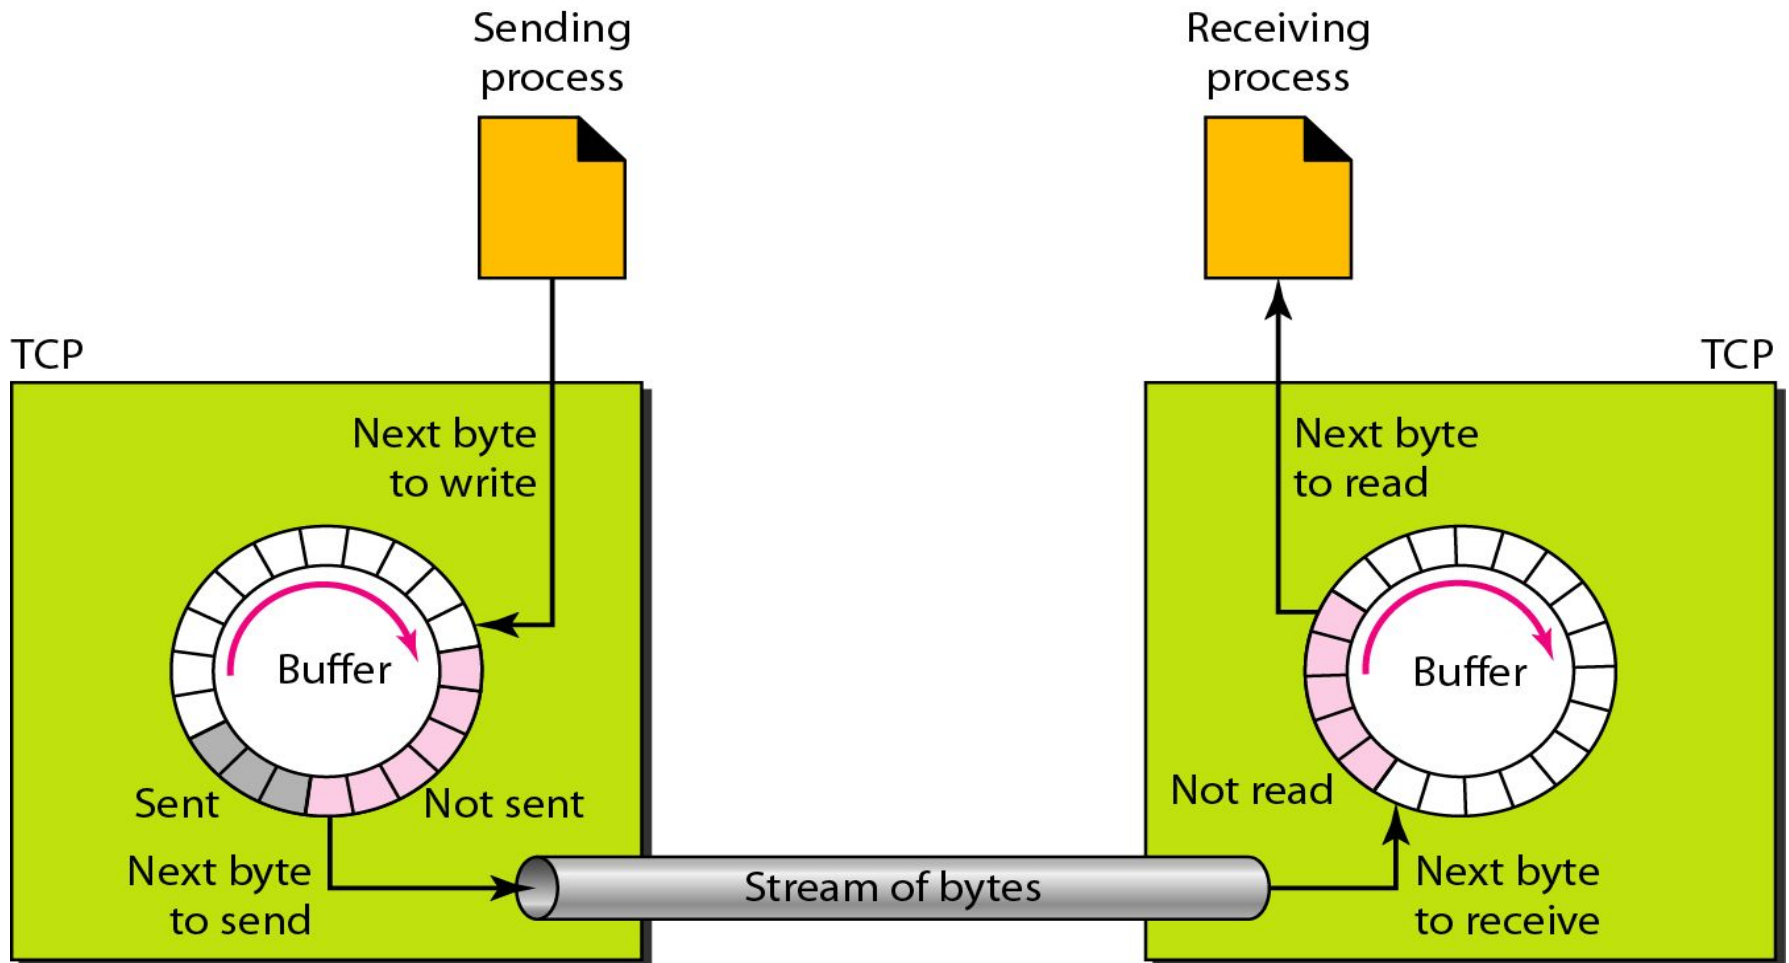 Sending
process
Receiving
process
TCP
TCP
Next byte
to write
Next byte
to read
Buffer
Buffer
Sent
Not sent
Not read
Next byte
to send
Stream of bytes
Next byte
to receive